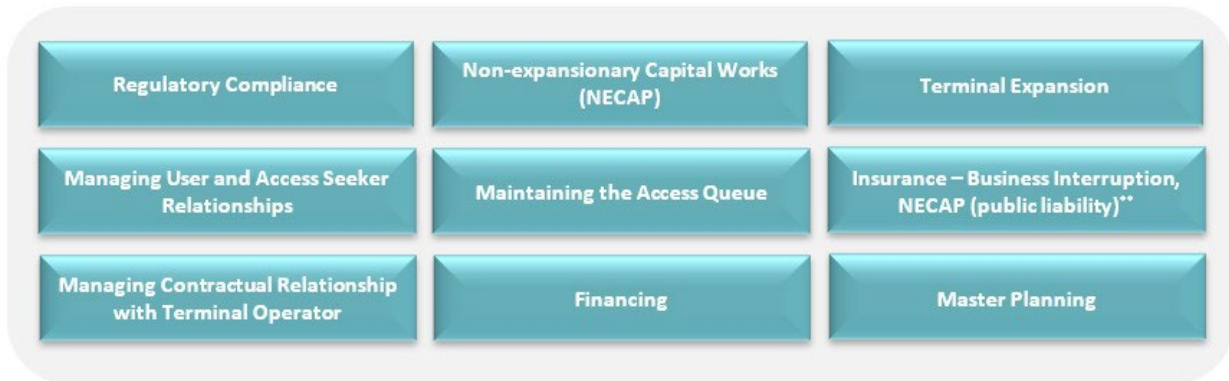 Regulatory Compliance
Non-expansionary Capital Works
(NECAP)
Terminal Expansion
Managing User and Access Seeker
Relationships
Maintaining the Access Queue
Insurance – Business Interruption,
NECAP (public liability)**
Managing Contractual Relationship
with Terminal Operator
Financing
Master Planning